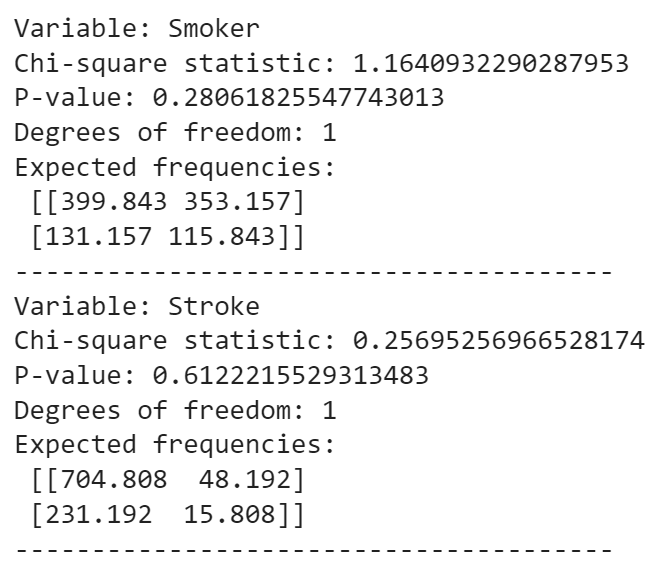 Variable: Smoker
Chi-square statistic: 1.1640932290287953
P-value: 0.28061825547743013
Degrees of freedom: 1
Expected frequencies:
 [[399.843 353.157]
 [131.157 115.843]]
---------------------------------------
Variable: Stroke
Chi-square statistic: 0.25695256966528174
P-value: 0.6122215529313483
Degrees of freedom: 1
Expected frequencies:
 [[704.808  48.192]
 [231.192  15.808]]
---------------------------------------